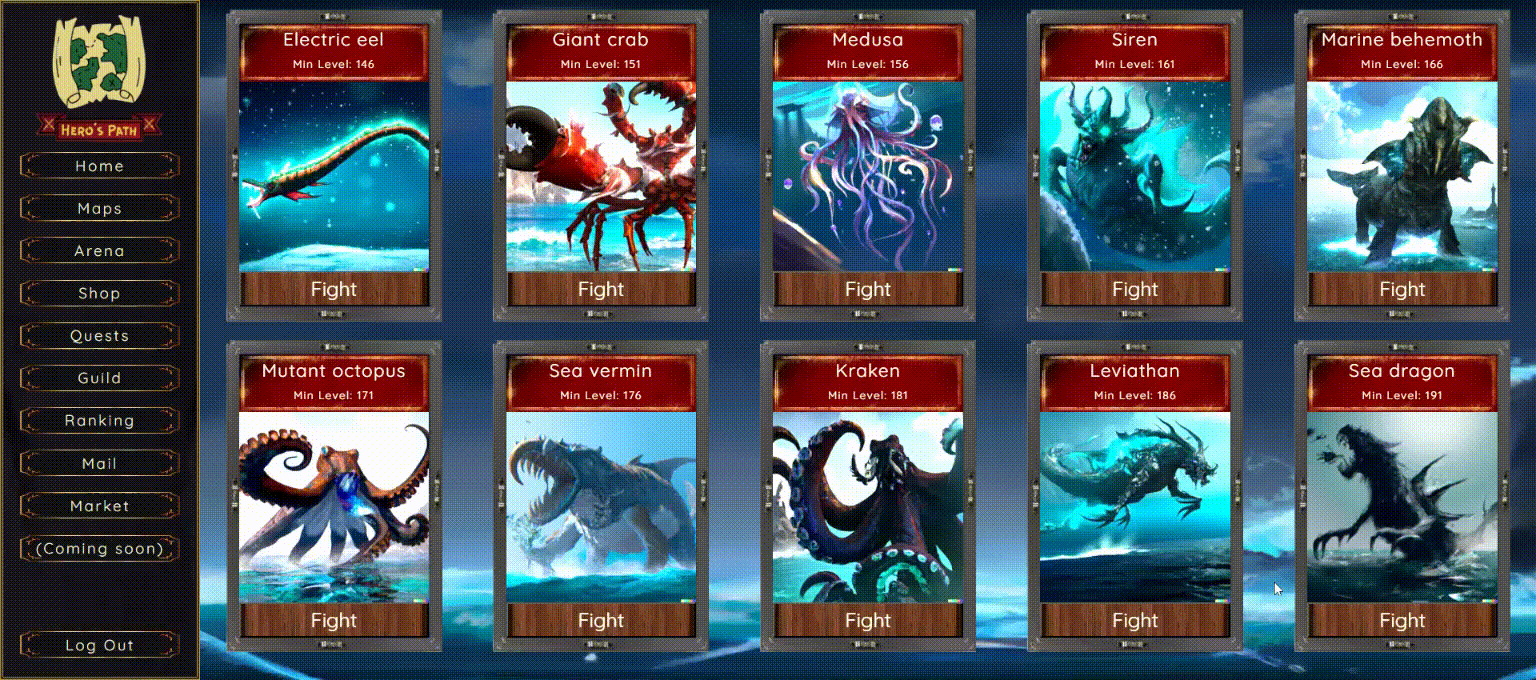 Hero's Path
Home
Maps
Arena
Shop
Quests
Guild
Ranking
Mail
Market
(Coming soon)
Log Out
Electric eel
Min Level: 146
Fight
Giant crab
Min Level: 151
Fight
Medusa
Min Level: 156
Fight
Siren
Min Level: 161
Fight
Marine behemoth
Min Level: 166
Fight
Mutant octopus
Min Level: 171
Fight
Sea vermin
Min Level: 176
Fight
Kraken
Min Level: 181
Fight
Leviathan
Min Level: 186
Fight
Sea dragon
Min Level: 191
Fight